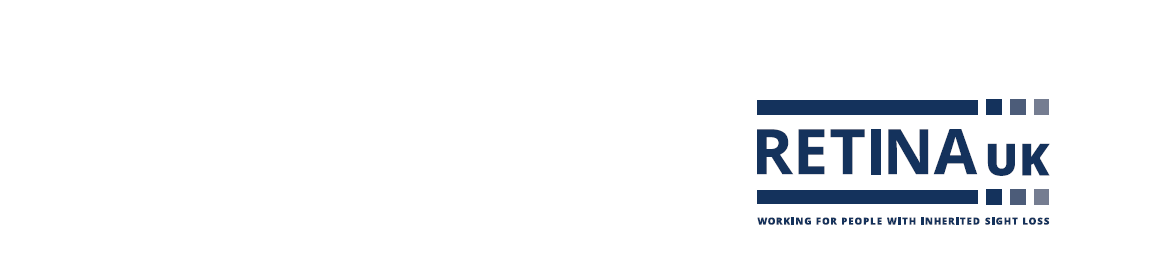 RETINA UK
WORKING FOR PEOPLE WITH INHERITED SIGHT LOSS